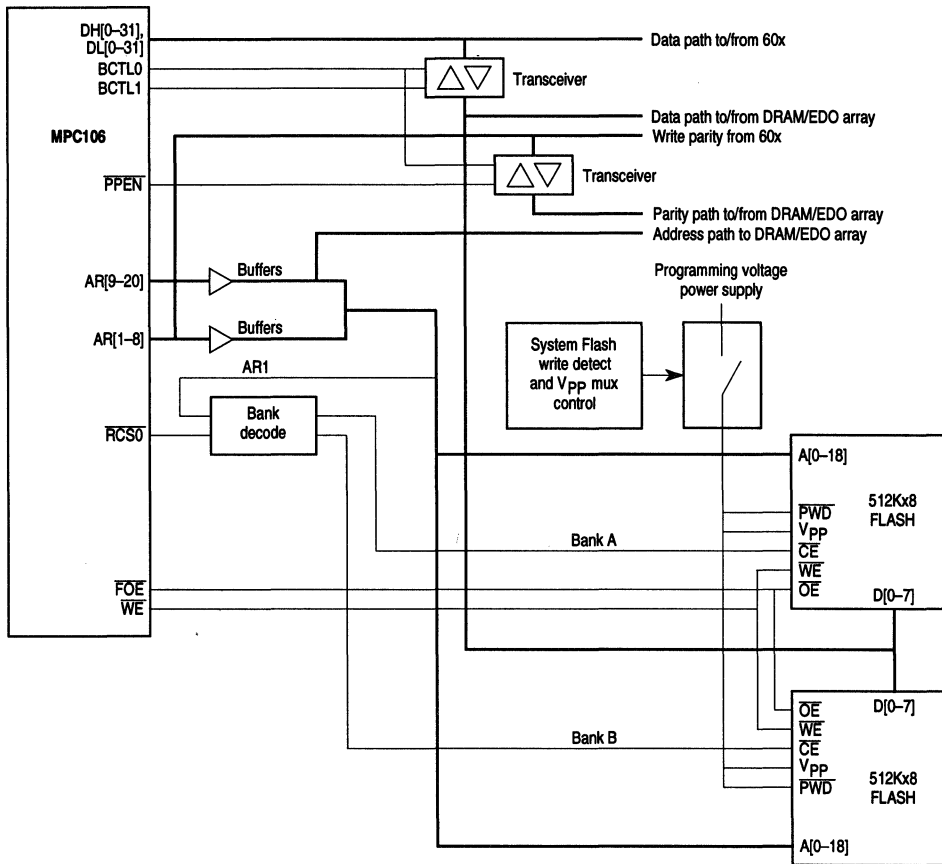 DH[0–31],
DL[0–31]
BCTL0
BCTL1
MPC106
PPEN
AR[9–20]
AR[1–8]
RCS0
FOE
WE
Data path to/from 60x
Transceiver
Data path to/from DRAM/EDO array
Write parity from 60x
Transceiver
Parity path to/from DRAM/EDO array
Address path to DRAM/EDO array
Buffers
Buffers
AR1
Bank
decode
Programming voltage
power supply
System Flash
write detect
and VPP mux
control
Bank A
A[0–18]
512Kx8
FLASH
PWD
VPP
CE
WE
OE
D[0–7]
Bank B
D[0–7]
OE
WE
CE
VPP
PWD
512Kx8
FLASH
A[0–18]